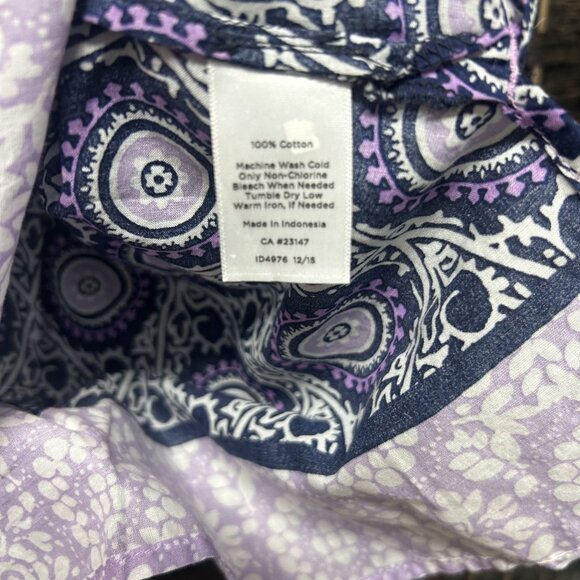 100% Cotton
Machine Wash Cold
Only Non-Chlorine
Bleach When Needed
Tumble Dry Low
Warm Iron, If Needed
Made In Indonesia
CA #23147
ID4976 12/15